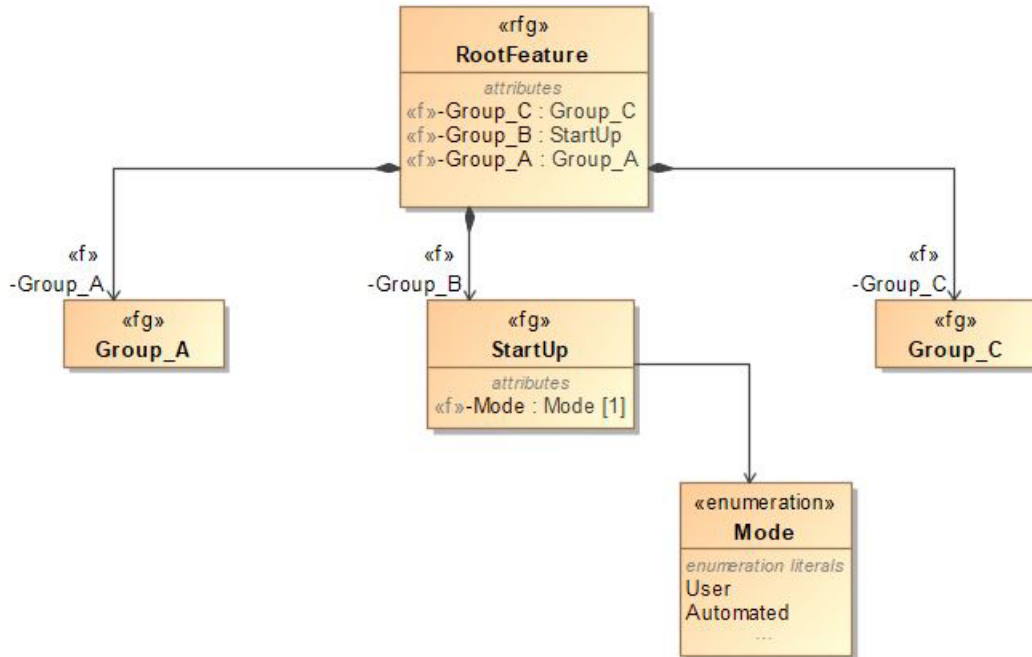 «rfg»
RootFeature
attributes
«f»-Group_C : Group_C
«f»-Group_B : StartUp
«f»-Group_A : Group_A
«f»
-Group_A
«f»
-Group_B
«f»
-Group_C
«fg»
Group_A
«fg»
StartUp
attributes
«f»-Mode : Mode [1]
«fg»
Group_C
«enumeration»
Mode
enumeration literals
User
Automated
...